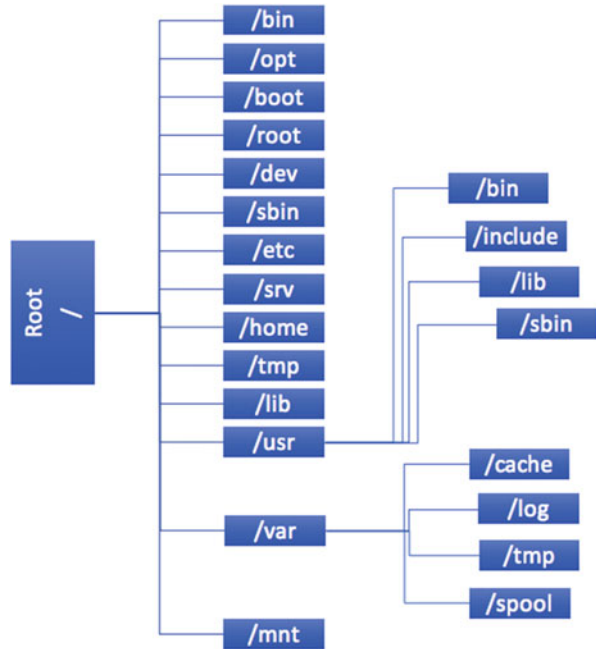 Root
/
/bin
/opt
/boot
/root
/dev
/sbin
/etc
/srv
/home
/tmp
/lib
/usr
/var
/mnt
/bin
/include
/lib
/sbin
/cache
/log
/tmp
/spool